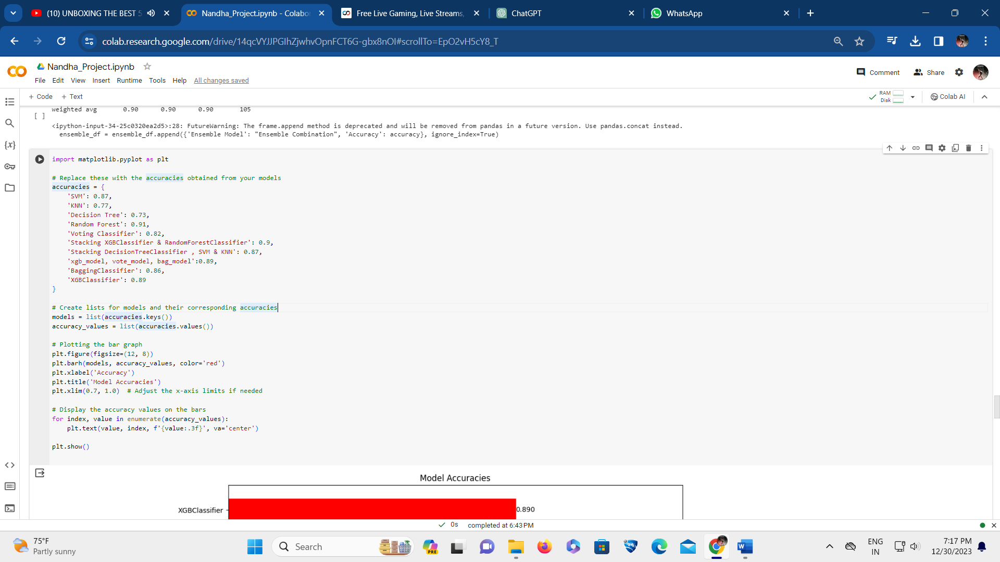 (10) UNBOXING THE BEST 5
Nandha_Project.ipynb - Colabor
Free Live Gaming, Live Streams,
ChatGPT
WhatsApp
colab.research.google.com/drive/14qcVYJJPGIhZjwhvOpnFCT6G-gbx8nOI#scrollTo=EpO2vH5cY8_T
Nandha_Project.ipynb
File Edit View Insert Runtime Tools Help All changes saved
Comment Share
+ Code + Text
RAM
Disk
Colab AI
weighted avg 0.90 0.90 0.90 105
[ ]
<ipython-input-34-25c0320ea2d5>:28: FutureWarning: The frame.append method is deprecated and will be removed from pandas in a future version. Use pandas.concat instead.
ensemble_df = ensemble_df.append({'Ensemble Model': "Ensemble Combination", 'Accuracy': accuracy}, ignore_index=True)
{x}
import matplotlib.pyplot as plt
# Replace these with the accuracies obtained from your models
accuracies = {
'SVM': 0.87,
'KNN': 0.77,
'Decision Tree': 0.73,
'Random Forest': 0.91,
'Voting Classifier': 0.82,
'Stacking XGBClassifier & RandomForestClassifier': 0.9,
'Stacking DecisionTreeClassifier , SVM & KNN': 0.87,
'xgb_model, vote_model, bag_model':0.89,
'BaggingClassifier': 0.86,
'XGBClassifier': 0.89
}
# Create lists for models and their corresponding accuracies
models = list(accuracies.keys())
accuracy_values = list(accuracies.values())
# Plotting the bar graph
plt.figure(figsize=(12, 8))
plt.barh(models, accuracy_values, color='red')
plt.xlabel('Accuracy')
plt.title('Model Accuracies')
plt.xlim(0.7, 1.0) # Adjust the x-axis limits if needed
# Display the accuracy values on the bars
for index, value in enumerate(accuracy_values):
plt.text(value, index, f'{value:.3f}', va='center')
plt.show()
Model Accuracies
XGBClassifier
0.890
0s completed at 6:43 PM
75°F
Partly sunny
Search
PRE
W
ENG
IN
7:17 PM
12/30/2023